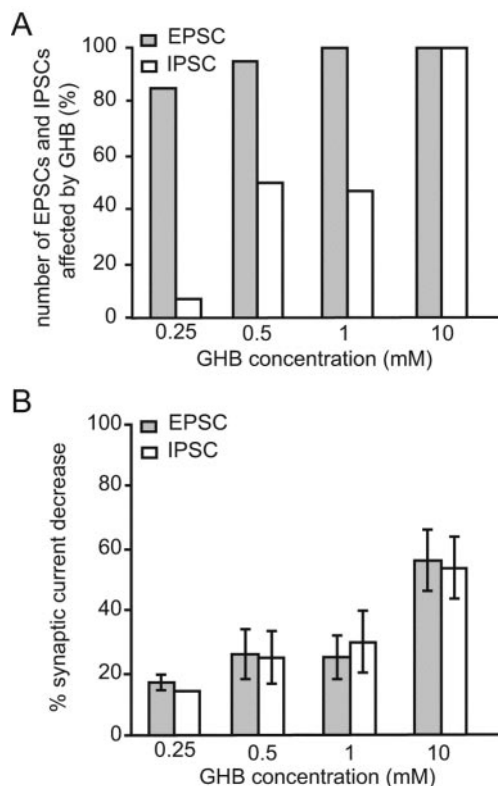 A
EPSC
IPSC
number of EPSCs and IPSCs
affected by GHB (%)
100
80
60
40
20
0
0.25 0.5 1 10
GHB concentration (mM)
B
EPSC
IPSC
% synaptic current decrease
100
80
60
40
20
0
0.25 0.5 1 10
GHB concentration (mM)